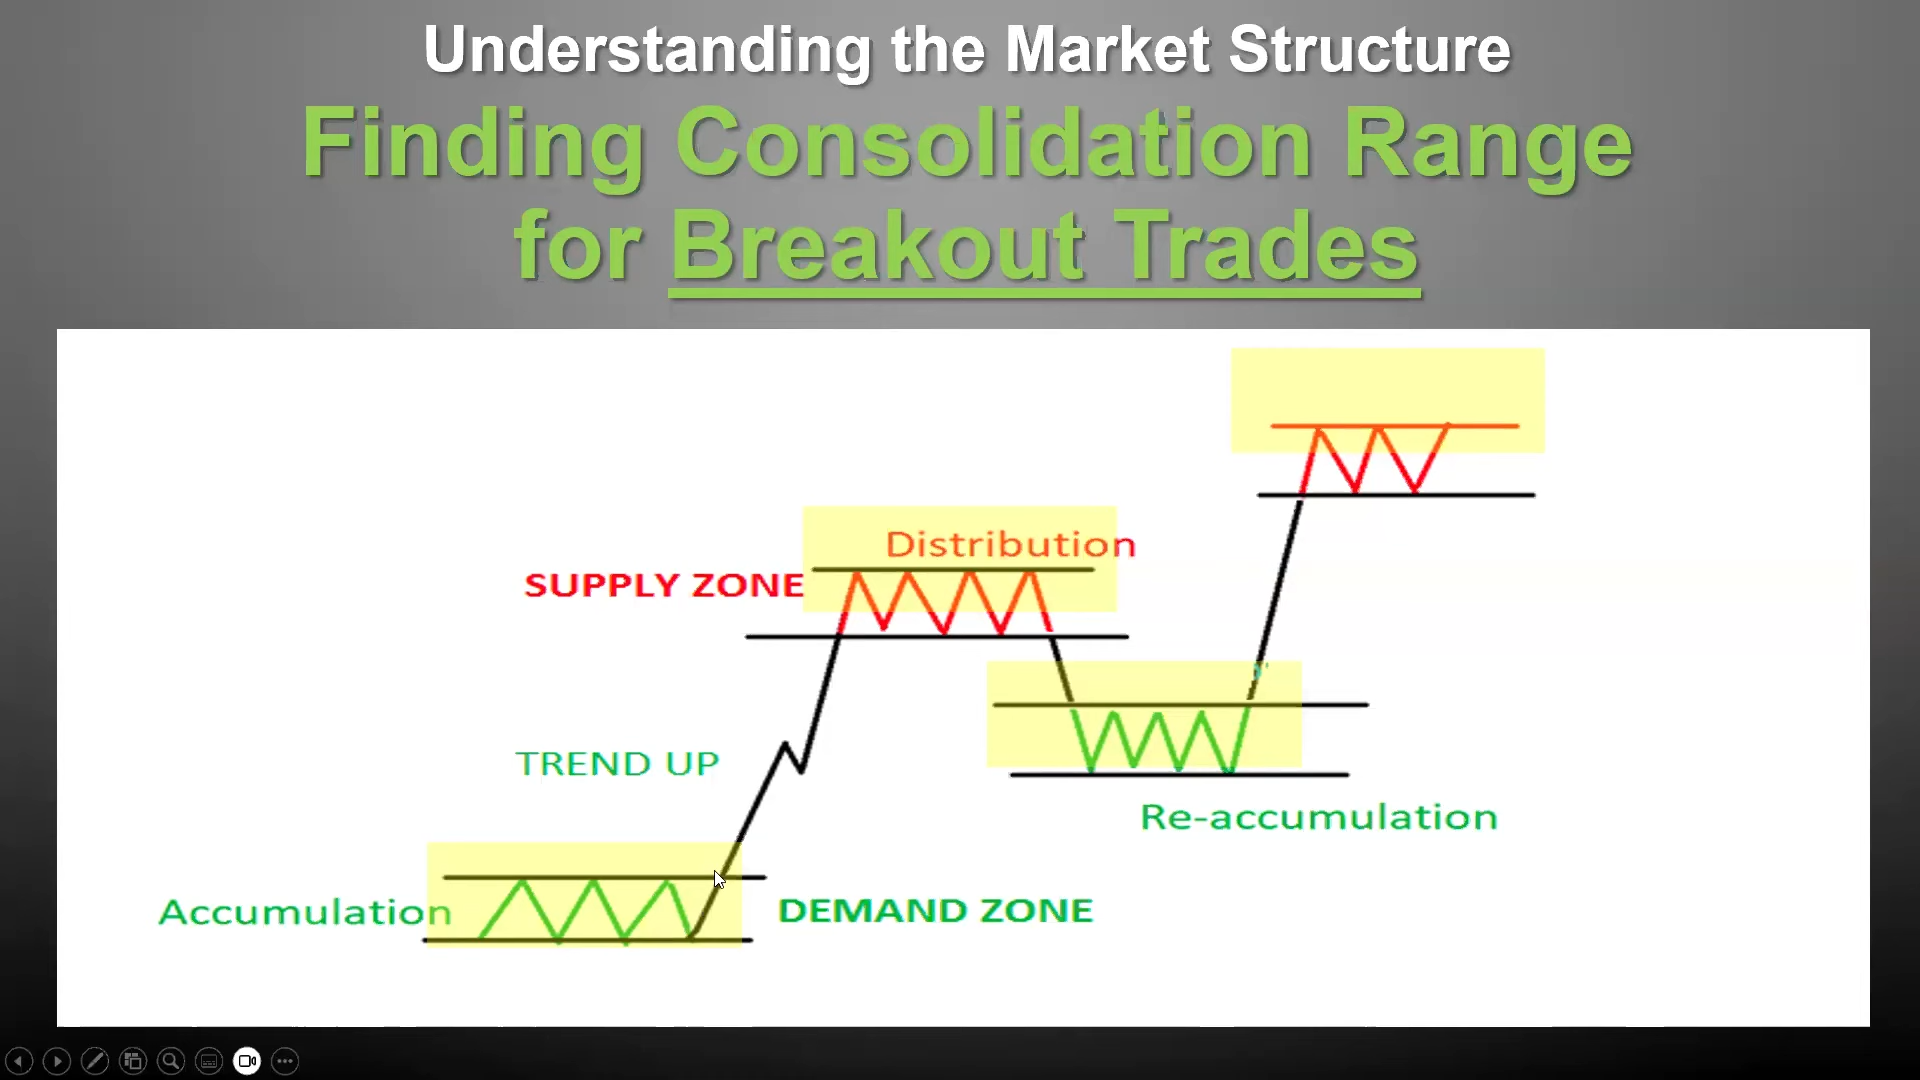 Understanding the Market Structure
Finding Consolidation Range
for Breakout Trades
Distribution
SUPPLY ZONE
TREND UP
Re-accumulation
Accumulation
DEMAND ZONE